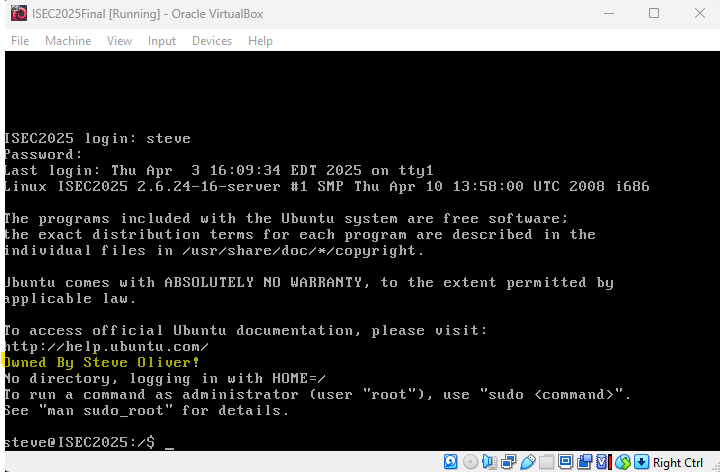 ISEC2025Final [Running] - Oracle VirtualBox
File Machine View Input Devices Help
ISEC2025 login: steve
Password:
Last login: Thu Apr  3 16:09:34 EDT 2025 on tty1
Linux ISEC2025 2.6.24-16-server #1 SMP Thu Apr 10 13:58:00 UTC 2008 i686
The programs included with the Ubuntu system are free software;
the exact distribution terms for each program are described in the
individual files in /usr/share/doc/*/copyright.
Ubuntu comes with ABSOLUTELY NO WARRANTY, to the extent permitted by
applicable law.
To access official Ubuntu documentation, please visit:
http://help.ubuntu.com/
Owned By Steve Oliver!
No directory, logging in with HOME=/
To run a command as administrator (user "root"), use "sudo <command>".
See "man sudo_root" for details.
steve@ISEC2025:/$ _
Right Ctrl